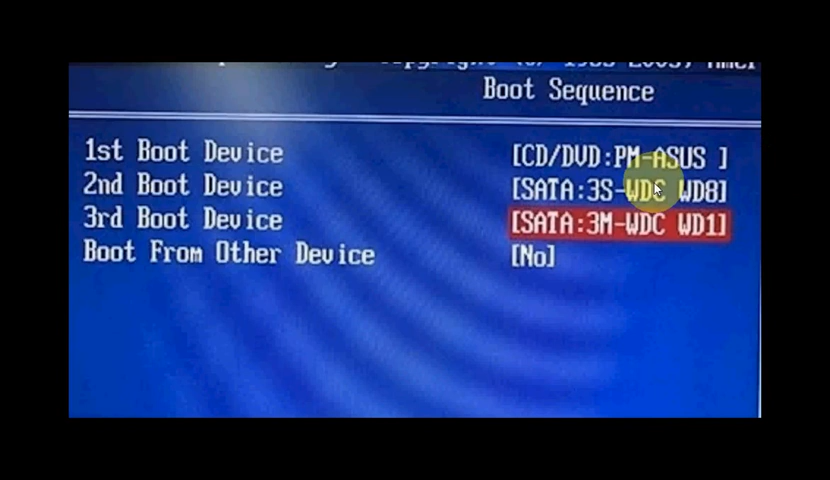 Boot Sequence
1st Boot Device [CD/DVD:PM-ASUS ]
2nd Boot Device [SATA:3S-WDC WD8]
3rd Boot Device [SATA:3M-WDC WD1]
Boot From Other Device [No]